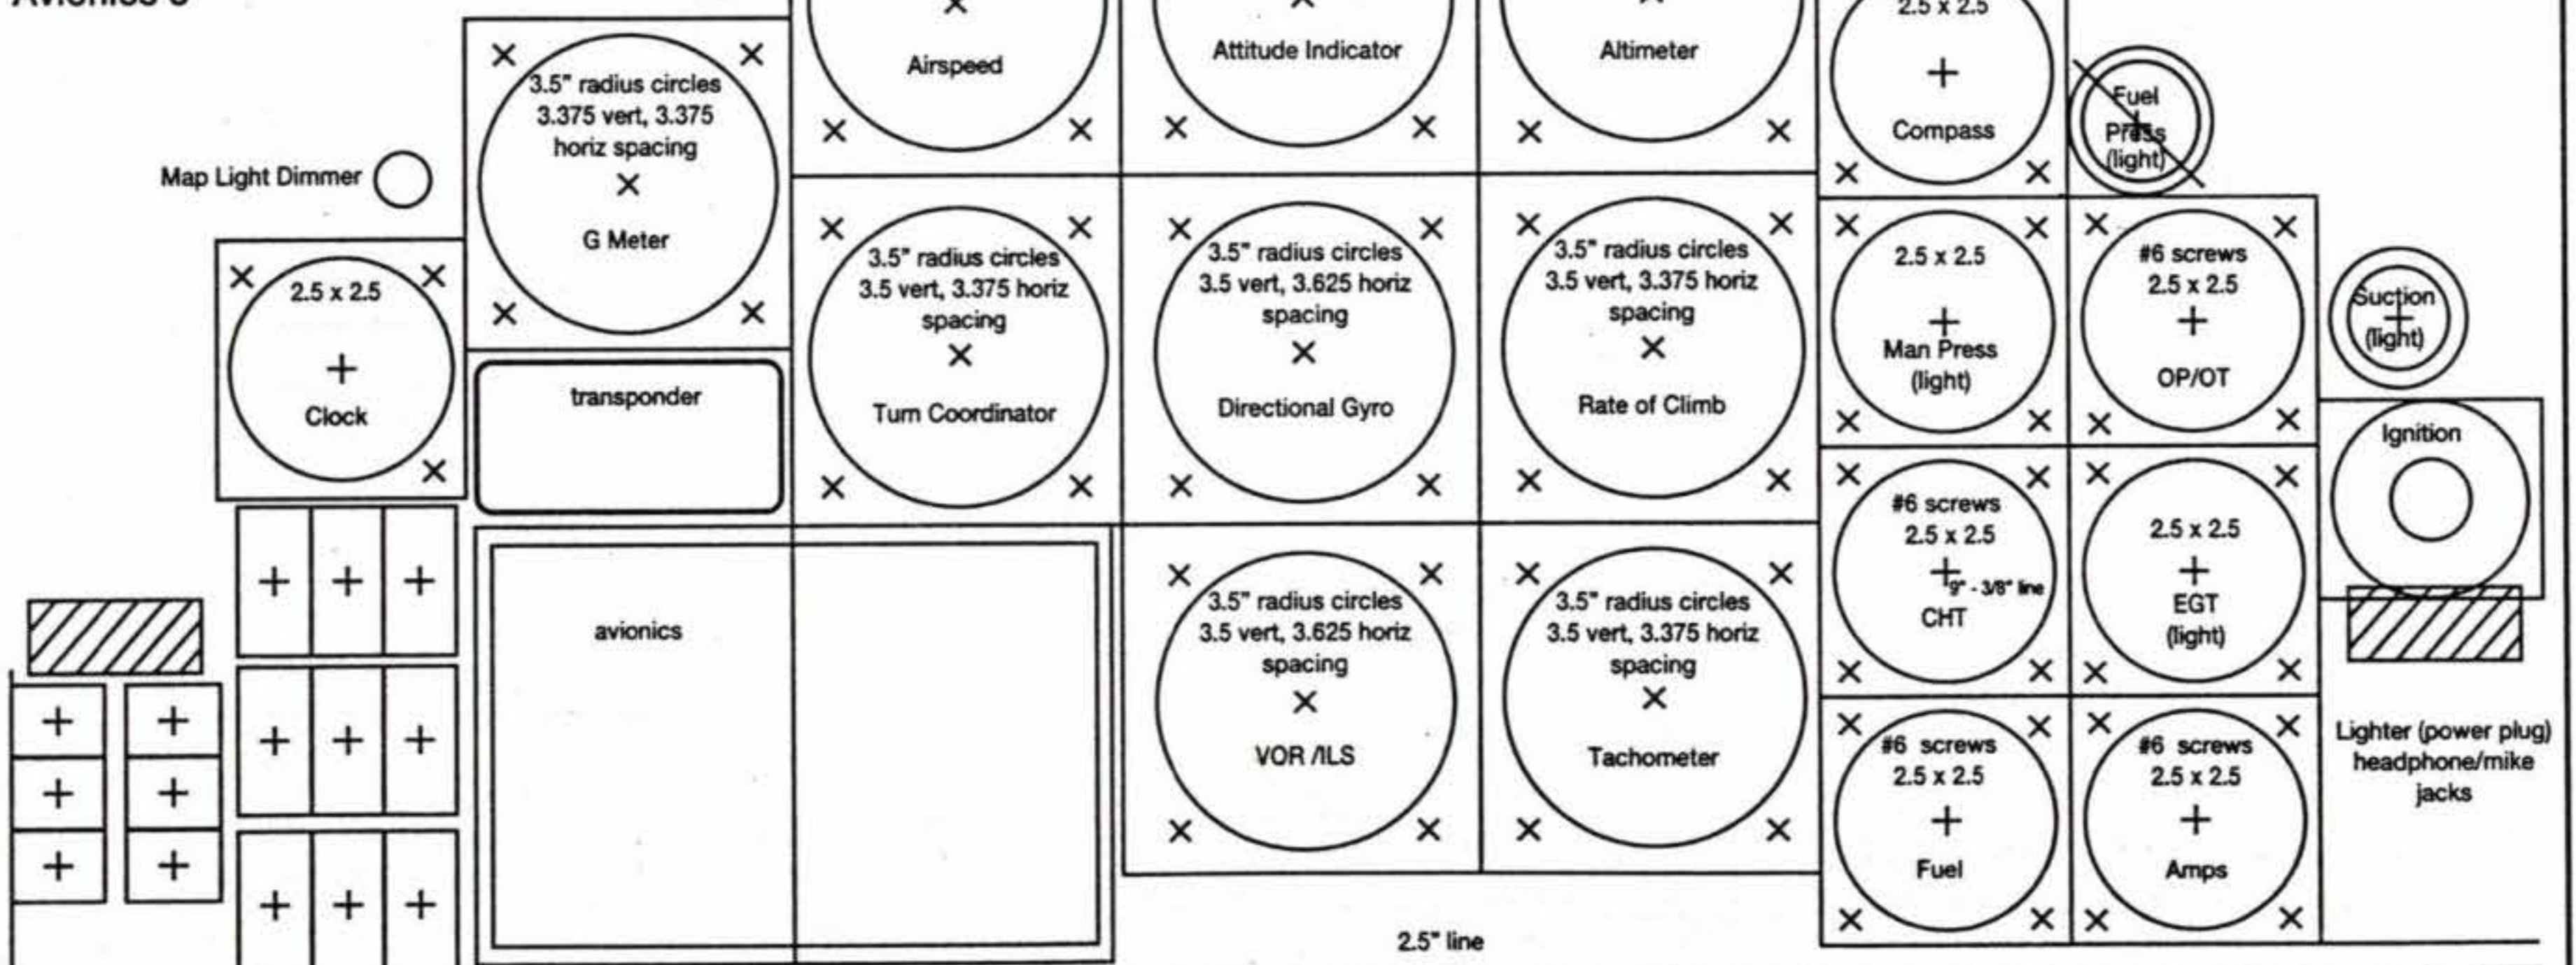 2.5 x 2.5
Airspeed
Attitude Indicator
Altimeter
Compass
Fuel
Press
(light)
3.5" radius circles
3.375 vert, 3.375
horiz spacing
G Meter
Map Light Dimmer
2.5 x 2.5
Clock
transponder
3.5" radius circles
3.5 vert, 3.375 horiz
spacing
Turn Coordinator
3.5" radius circles
3.5 vert, 3.625 horiz
spacing
Directional Gyro
3.5" radius circles
3.5 vert, 3.375 horiz
spacing
Rate of Climb
2.5 x 2.5
Man Press
(light)
#6 screws
2.5 x 2.5
OP/OT
Suction
(light)
Ignition
avionics
3.5" radius circles
3.5 vert, 3.625 horiz
spacing
VOR /ILS
3.5" radius circles
3.5 vert, 3.375 horiz
spacing
Tachometer
#6 screws
2.5 x 2.5
9" - 3/8" line
CHT
2.5 x 2.5
EGT
(light)
#6 screws
2.5 x 2.5
Fuel
#6 screws
2.5 x 2.5
Amps
Lighter (power plug)
headphone/mike
jacks
2.5" line